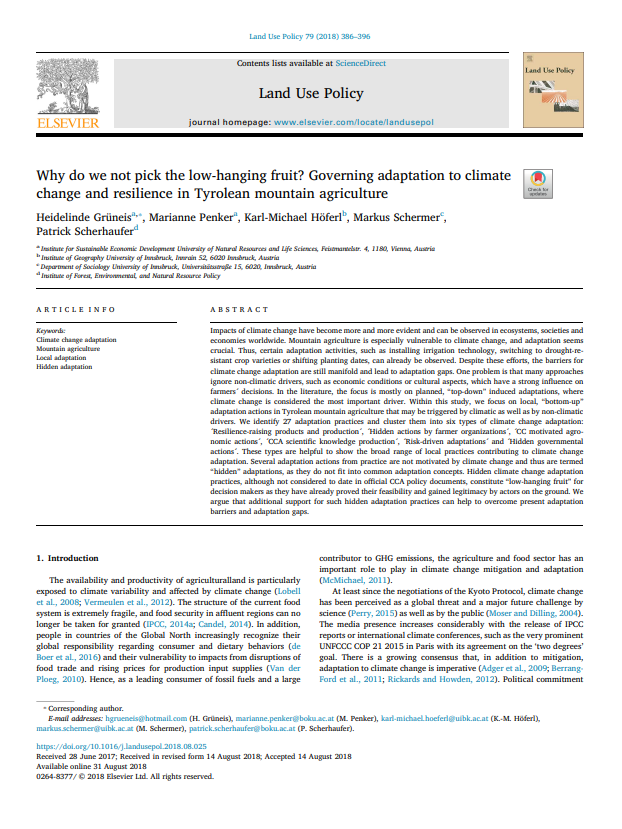 Land Use Policy 79 (2018) 386–396
Contents lists available at ScienceDirect
Land Use Policy
journal homepage: www.elsevier.com/locate/landusepol
ELSEVIER
Land Use Policy
Why do we not pick the low-hanging fruit? Governing adaptation to climate
change and resilience in Tyrolean mountain agriculture
Check for
updates
Heidelinde Grüneisa,⁎, Marianne Penkera, Karl-Michael Höferlb, Markus Schermerc,
Patrick Scherhauferd
a Institute for Sustainable Economic Development University of Natural Resources and Life Sciences, Feistmantelstr. 4, 1180, Vienna, Austria
b Institute of Geography University of Innsbruck, Innrain 52, 6020 Innsbruck, Austria
c Department of Sociology University of Innsbruck, Universitätsstraße 15, 6020, Innsbruck, Austria
d Institute of Forest, Environmental, and Natural Resource Policy
ARTICLE INFO
Keywords:
Climate change adaptation
Mountain agriculture
Local adaptation
Hidden adaptation
ABSTRACT
Impacts of climate change have become more and more evident and can be observed in ecosystems, societies and
economies worldwide. Mountain agriculture is especially vulnerable to climate change, and adaptation seems
crucial. Thus, certain adaptation activities, such as installing irrigation technology, switching to drought-re-
sistant crop varieties or shifting planting dates, can already be observed. Despite these efforts, the barriers for
climate change adaptation are still manifold and lead to adaptation gaps. One problem is that many approaches
ignore non-climatic drivers, such as economic conditions or cultural aspects, which have a strong influence on
farmers´ decisions. In the literature, the focus is mostly on planned, “top-down” induced adaptations, where
climate change is considered the most important driver. Within this study, we focus on local, “bottom-up”
adaptation actions in Tyrolean mountain agriculture that may be triggered by climatic as well as by non-climatic
drivers. We identify 27 adaptation practices and cluster them into six types of climate change adaptation:
´Resilience-raising products and production´, ´Hidden actions by farmer organizations´, ´CC motivated agro-
nomic actions´, ´CCA scientific knowledge production´, ´Risk-driven adaptations´ and ´Hidden governmental
actions´. These types are helpful to show the broad range of local practices contributing to climate change
adaptation. Several adaptation actions from practice are not motivated by climate change and thus are termed
“hidden” adaptations, as they do not fit into common adaptation concepts. Hidden climate change adaptation
practices, although not considered to date in official CCA policy documents, constitute “low-hanging fruit” for
decision makers as they have already proved their feasibility and gained legitimacy by actors on the ground. We
argue that additional support for such hidden adaptation practices can help to overcome present adaptation
barriers and adaptation gaps.
1. Introduction
The availability and productivity of agriculturalland is particularly
exposed to climate variability and affected by climate change (Lobell
et al., 2008; Vermeulen et al., 2012). The structure of the current food
system is extremely fragile, and food security in affluent regions can no
longer be taken for granted (IPCC, 2014a; Candel, 2014). In addition,
people in countries of the Global North increasingly recognize their
global responsibility regarding consumer and dietary behaviors (de
Boer et al., 2016) and their vulnerability to impacts from disruptions of
food trade and rising prices for production input supplies (Van der
Ploeg, 2010). Hence, as a leading consumer of fossil fuels and a large
contributor to GHG emissions, the agriculture and food sector has an
important role to play in climate change mitigation and adaptation
(McMichael, 2011).
At least since the negotiations of the Kyoto Protocol, climate change
has been perceived as a global threat and a major future challenge by
science (Perry, 2015) as well as by the public (Moser and Dilling, 2004).
The media presence increases considerably with the release of IPCC
reports or international climate conferences, such as the very prominent
UNFCCC COP 21 2015 in Paris with its agreement on the ‘two degrees’
goal. There is a growing consensus that, in addition to mitigation,
adaptation to climate change is imperative (Adger et al., 2009; Berrang-
Ford et al., 2011; Rickards and Howden, 2012). Political commitment
⁎ Corresponding author.
E-mail addresses: hgrueneis@hotmail.com (H. Grüneis), marianne.penker@boku.ac.at (M. Penker), karl-michael.hoeferl@uibk.ac.at (K.-M. Höferl),
markus.schermer@uibk.ac.at (M. Schermer), patrick.scherhaufer@boku.ac.at (P. Scherhaufer).
https://doi.org/10.1016/j.landusepol.2018.08.025
Received 28 June 2017; Received in revised form 14 August 2018; Accepted 14 August 2018
Available online 31 August 2018
0264-8377/ © 2018 Elsevier Ltd. All rights reserved.